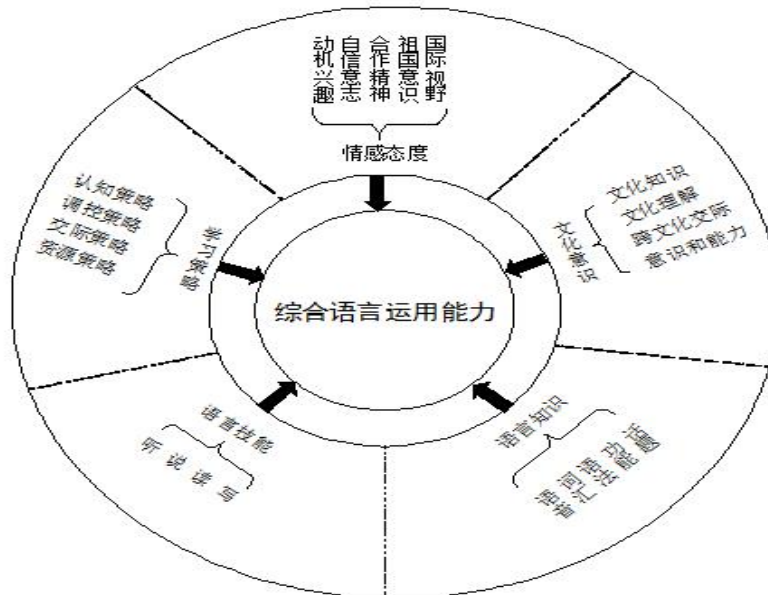 动机兴趣
自信意志
合作精神
祖国意识
国际视野
情感态度
认知策略
调控策略
交际策略
资源策略
学习策略
文化意识
文化知识
文化理解
跨文化交际
意识和能力
综合语言运用能力
语言技能
听 说 读 写
语言知识
语音
词汇
语法
功能
话题